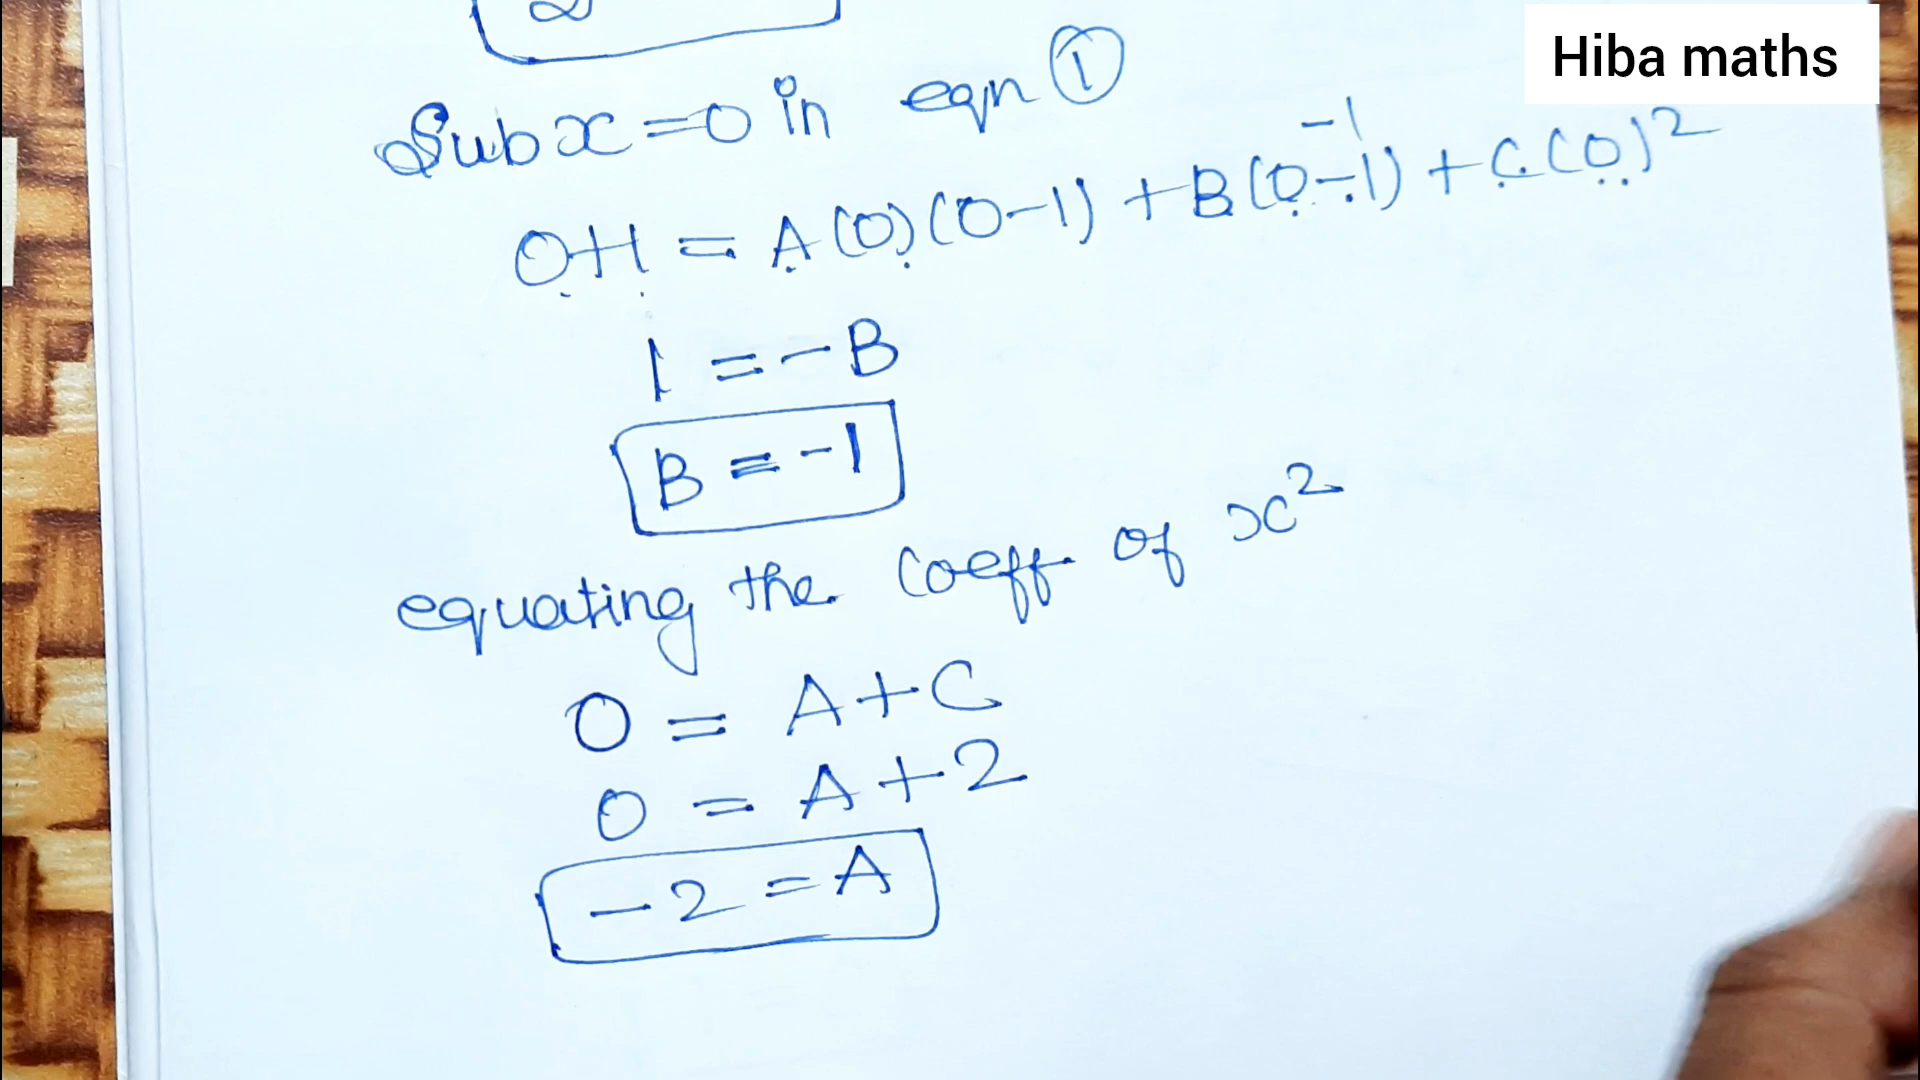 Hiba maths
2
Sub x=0 in eqn ①
-1
0+1 = A(0)(0-1) + B(0-1) + C(0)²
1 = -B
B = -1
equating the coeff of x²
0 = A+C
0 = A+2
-2 = A